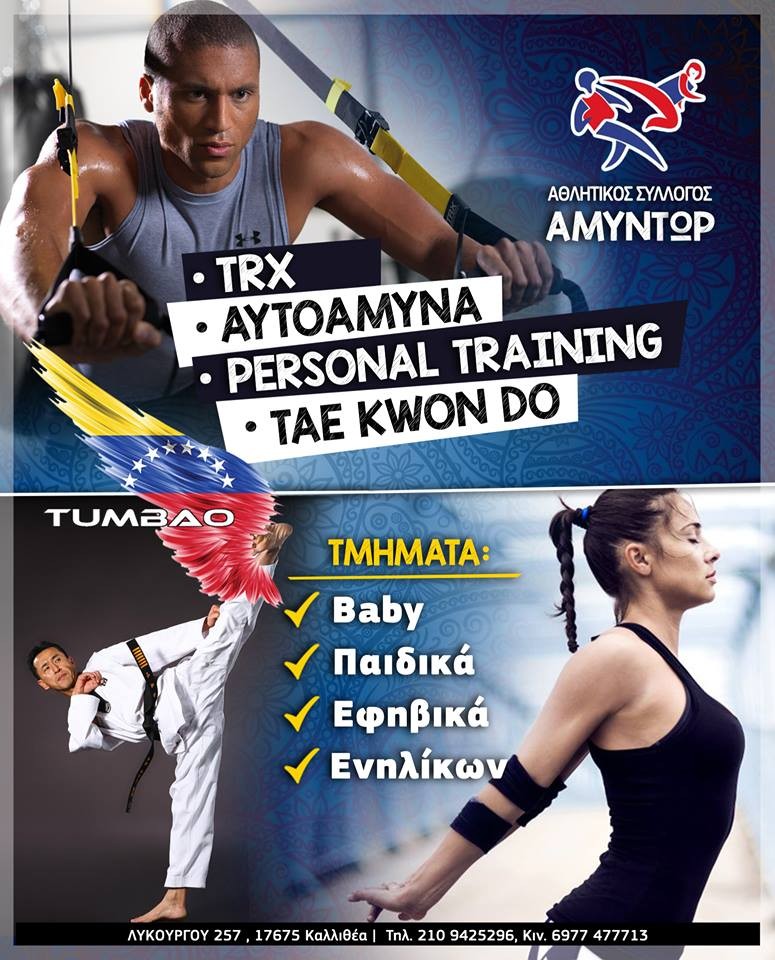 ΑΘΛΗΤΙΚΟΣ ΣΥΛΛΟΓΟΣ
ΑΜΥΝΤΩΡ
• TRX
• ΑΥΤΟΑΜΥΝΑ
• PERSONAL TRAINING
• TAE KWON DO
TUMBAO
ΤΜΗΜΑΤΑ:
✓ Baby
✓ Παιδικά
✓ Εφηβικά
✓ Ενηλίκων
ΛΥΚΟΥΡΓΟΥ 257 , 17675 Καλλιθέα | Τηλ. 210 9425296, Κιν. 6977 477713